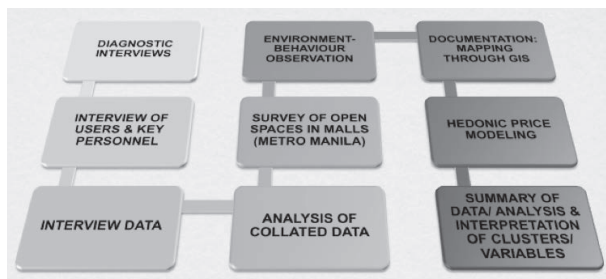 DIAGNOSTIC
INTERVIEWS
INTERVIEW OF
USERS & KEY
PERSONNEL
INTERVIEW DATA
ANALYSIS OF
COLLATED DATA
SURVEY OF OPEN
SPACES IN MALLS
(METRO MANILA)
ENVIRONMENT-
BEHAVIOUR
OBSERVATION
DOCUMENTATION:
MAPPING
THROUGH GIS
HEDONIC PRICE
MODELING
SUMMARY OF
DATA/ ANALYSIS &
INTERPRETATION
OF CLUSTERS/
VARIABLES